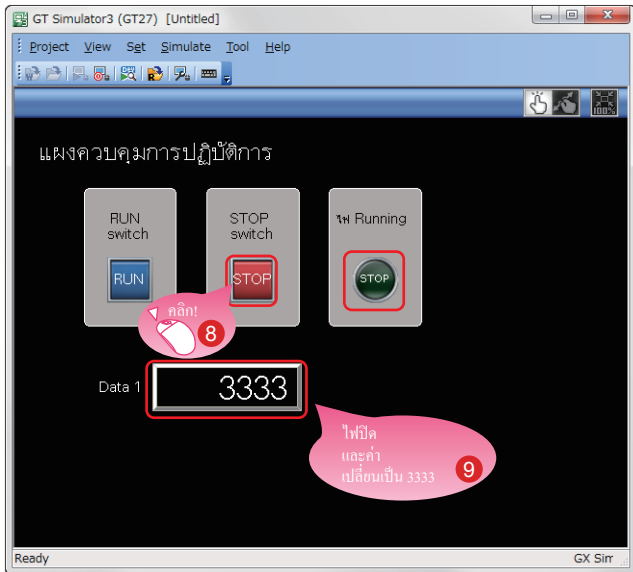 GT Simulator3 (GT27) [Untitled]
Project View Set Simulate Tool Help
100%
แผงควบคุมการปฏิบัติการ
RUN
switch
STOP
switch
ไฟ Running
RUN
STOP
STOP
คลิก!
8
Data 1
3333
ไฟปิด
และค่า
เปลี่ยนเป็น 3333
9
Ready
GX Sim